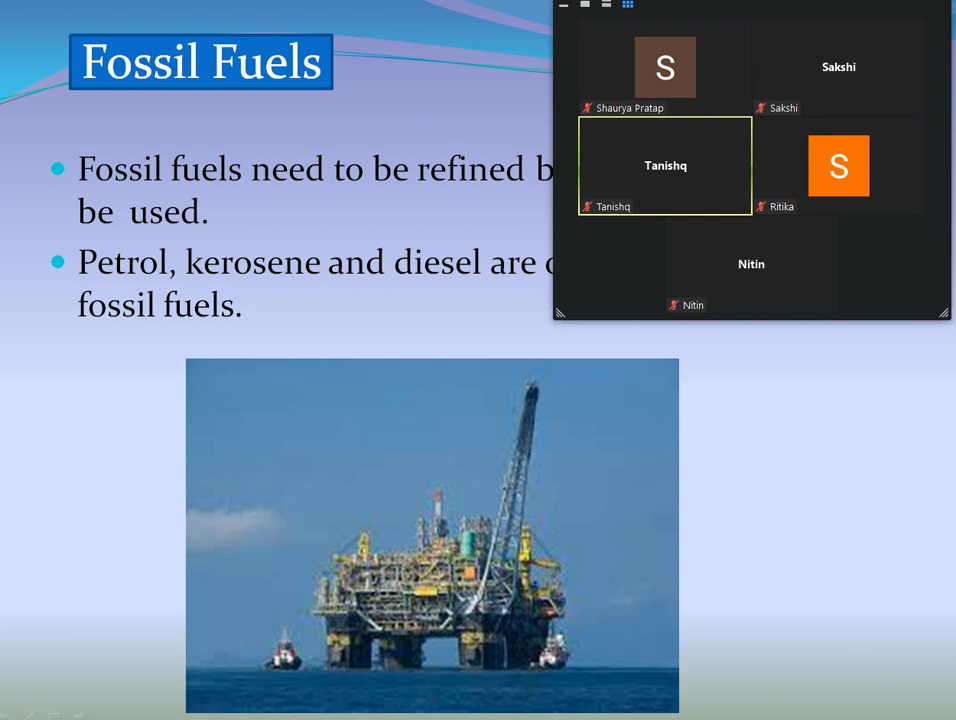 Fossil Fuels
Fossil fuels need to be refined
be used.
Petrol, kerosene and diesel are
fossil fuels.
S
Shaurya Pratap
Sakshi
Sakshi
Tanishq
Tanishq
S
Ritika
Nitin
Nitin